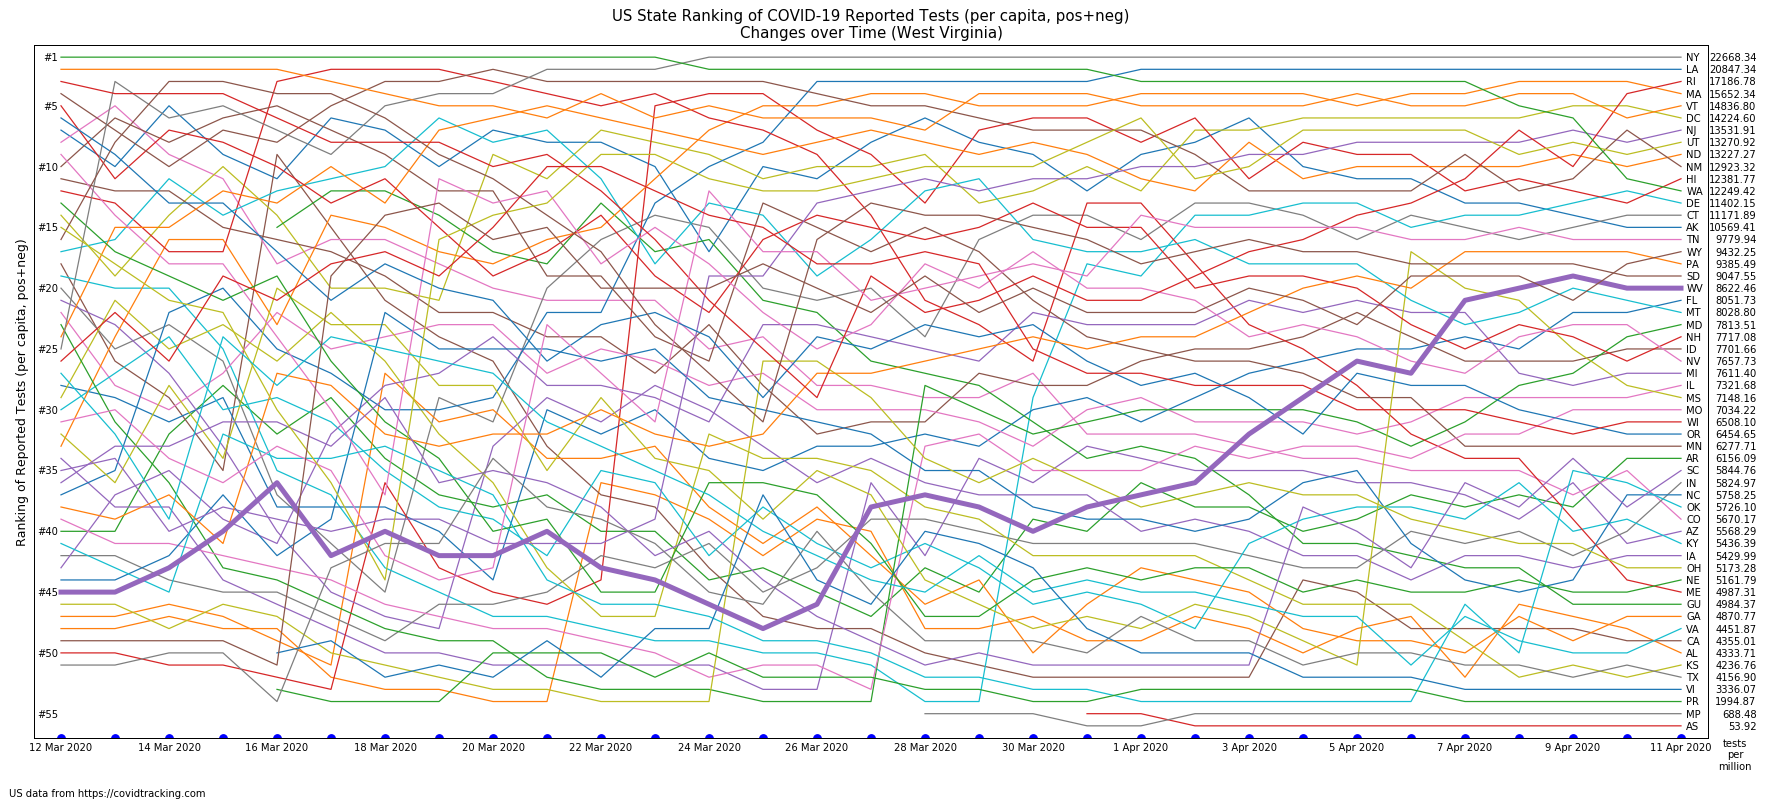 US State Ranking of COVID-19 Reported Tests (per capita, pos+neg)
Changes over Time (West Virginia)
Ranking of Reported Tests (per capita, pos+neg)
#1
#5
#10
#15
#20
#25
#30
#35
#40
#45
#50
#55
NY 22668.34
LA 20847.34
RI 17186.78
MA 15652.34
VT 14836.80
DC 14224.60
NJ 13531.91
UT 13270.92
ND 13227.27
NM 12923.32
HI 12381.77
WA 12249.42
DE 11402.15
CT 11171.89
AK 10569.41
TN 9779.94
WY 9432.25
PA 9385.49
SD 9047.55
WV 8622.46
FL 8051.73
MT 8028.80
MD 7813.51
NH 7717.08
ID 7701.66
NV 7657.73
MI 7611.40
IL 7321.68
MS 7148.16
MO 7034.22
WI 6508.10
OR 6454.65
MN 6277.71
AR 6156.09
SC 5844.76
IN 5824.97
NC 5758.25
OK 5726.10
CO 5670.17
AZ 5568.29
KY 5436.39
IA 5429.99
OH 5173.28
NE 5161.79
ME 4987.31
GU 4984.37
GA 4870.77
VA 4451.87
CA 4355.01
AL 4333.71
KS 4236.76
TX 4156.90
VI 3336.07
PR 1994.87
MP 688.48
AS 53.92
12 Mar 2020 14 Mar 2020 16 Mar 2020 18 Mar 2020 20 Mar 2020 22 Mar 2020 24 Mar 2020 26 Mar 2020 28 Mar 2020 30 Mar 2020 1 Apr 2020 3 Apr 2020 5 Apr 2020 7 Apr 2020 9 Apr 2020 11 Apr 2020
tests
per
million
US data from https://covidtracking.com